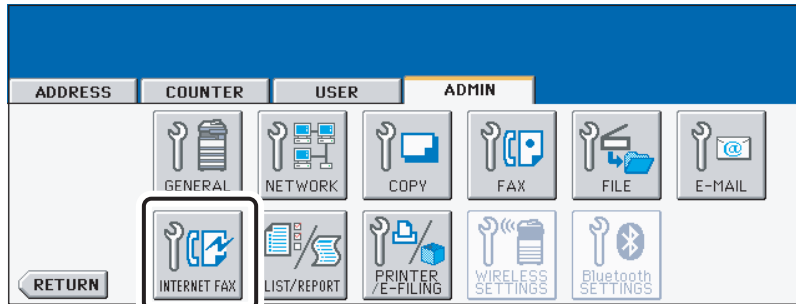 ADDRESS COUNTER USER ADMIN
GENERAL NETWORK COPY FAX FILE E-MAIL
@
INTERNET FAX LIST/REPORT PRINTER WIRELESS Bluetooth
/E-FILING SETTINGS SETTINGS
RETURN